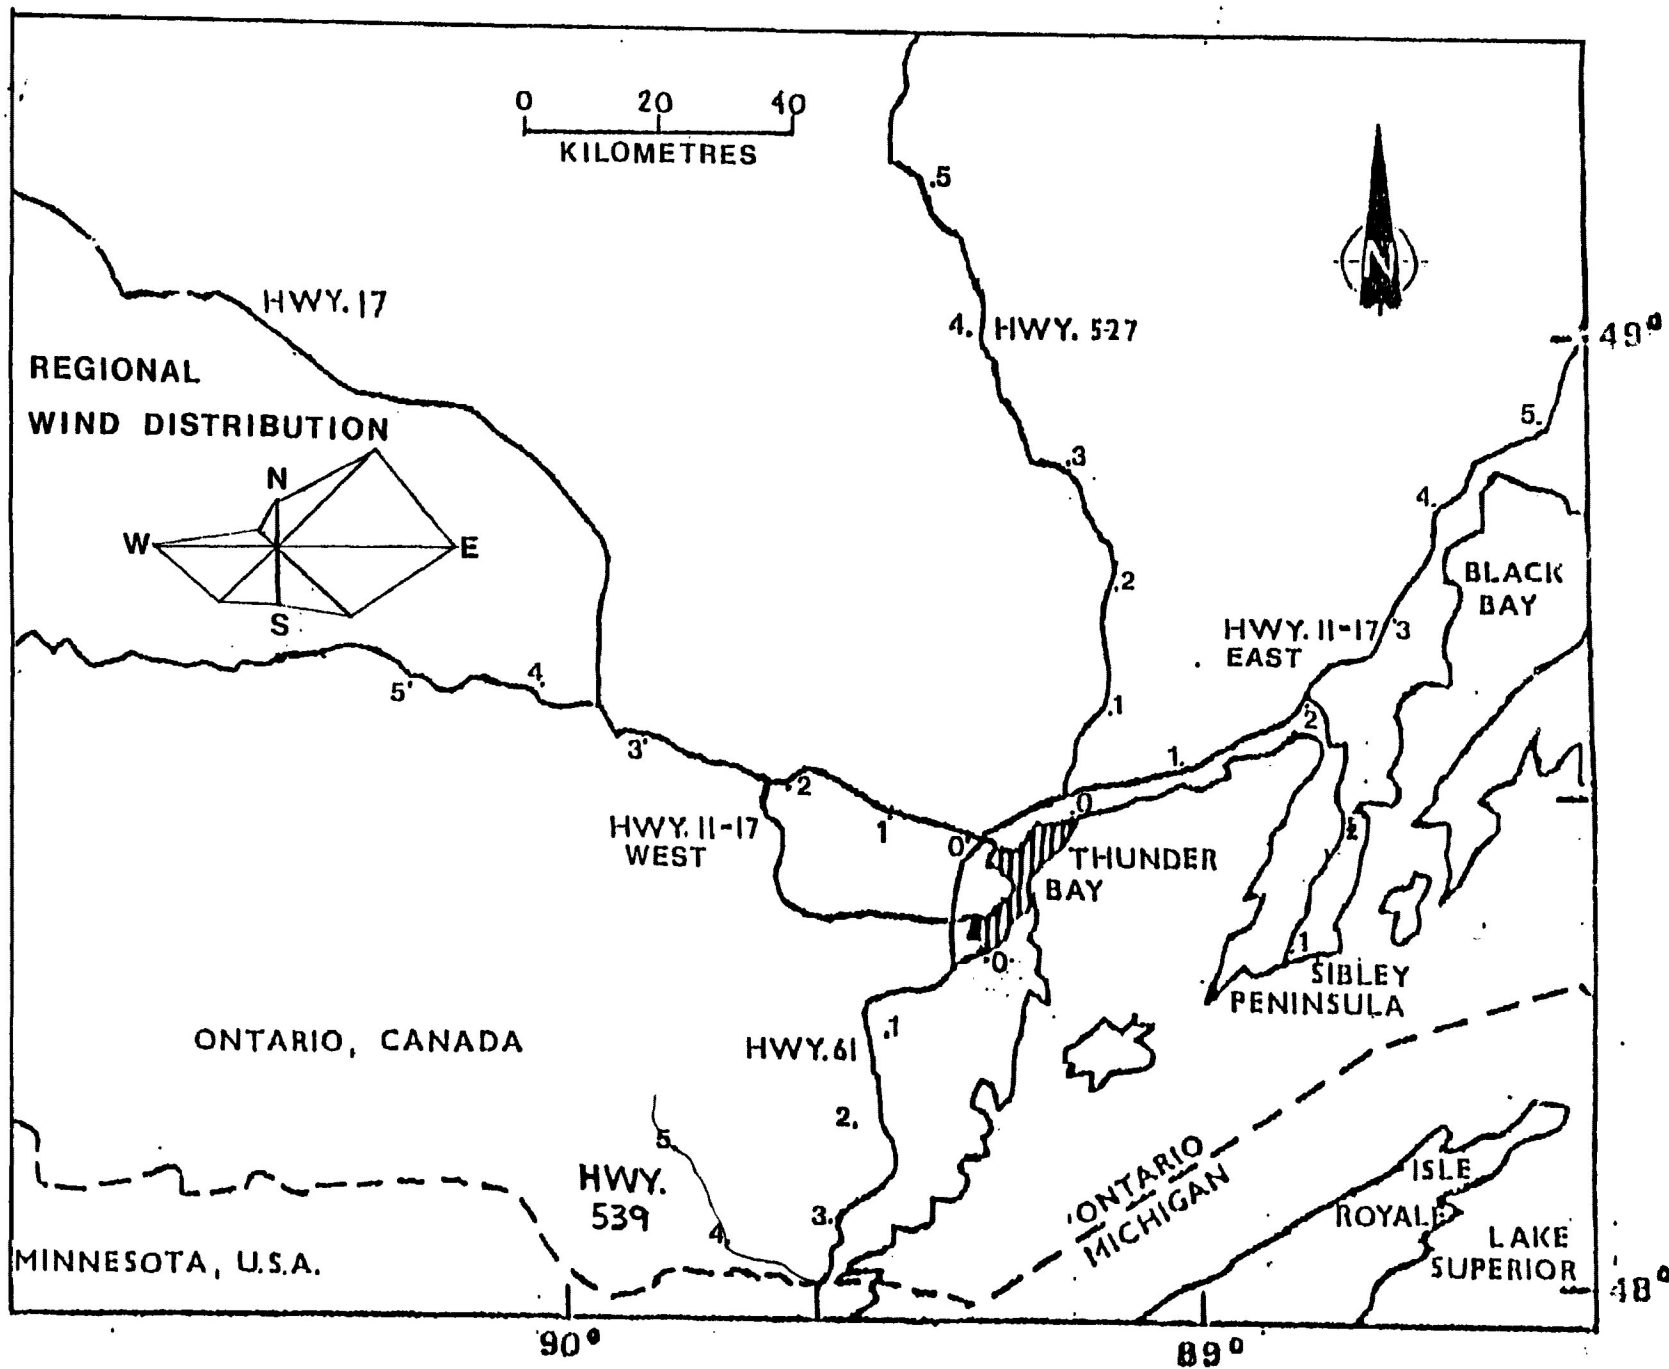 0 20 40
KILOMETRES
.5
N
HWY. 17
4. HWY. 527
49°
REGIONAL
WIND DISTRIBUTION
5.
.3
4.
N
W E
S
.2
BLACK
BAY
HWY. 11-17 3
EAST
5 4.
.1
2
3
1.
2
0
HWY. 11-17
WEST
1
0
2
THUNDER
BAY
.1
0
SIBLEY
PENINSULA
ONTARIO, CANADA
HWY. 61
.1
2.
5.
HWY.
539
4.
3.
ONTARIO
MICHIGAN
ISLE
ROYALE
LAKE
SUPERIOR
MINNESOTA, U.S.A.
48°
90° 89°